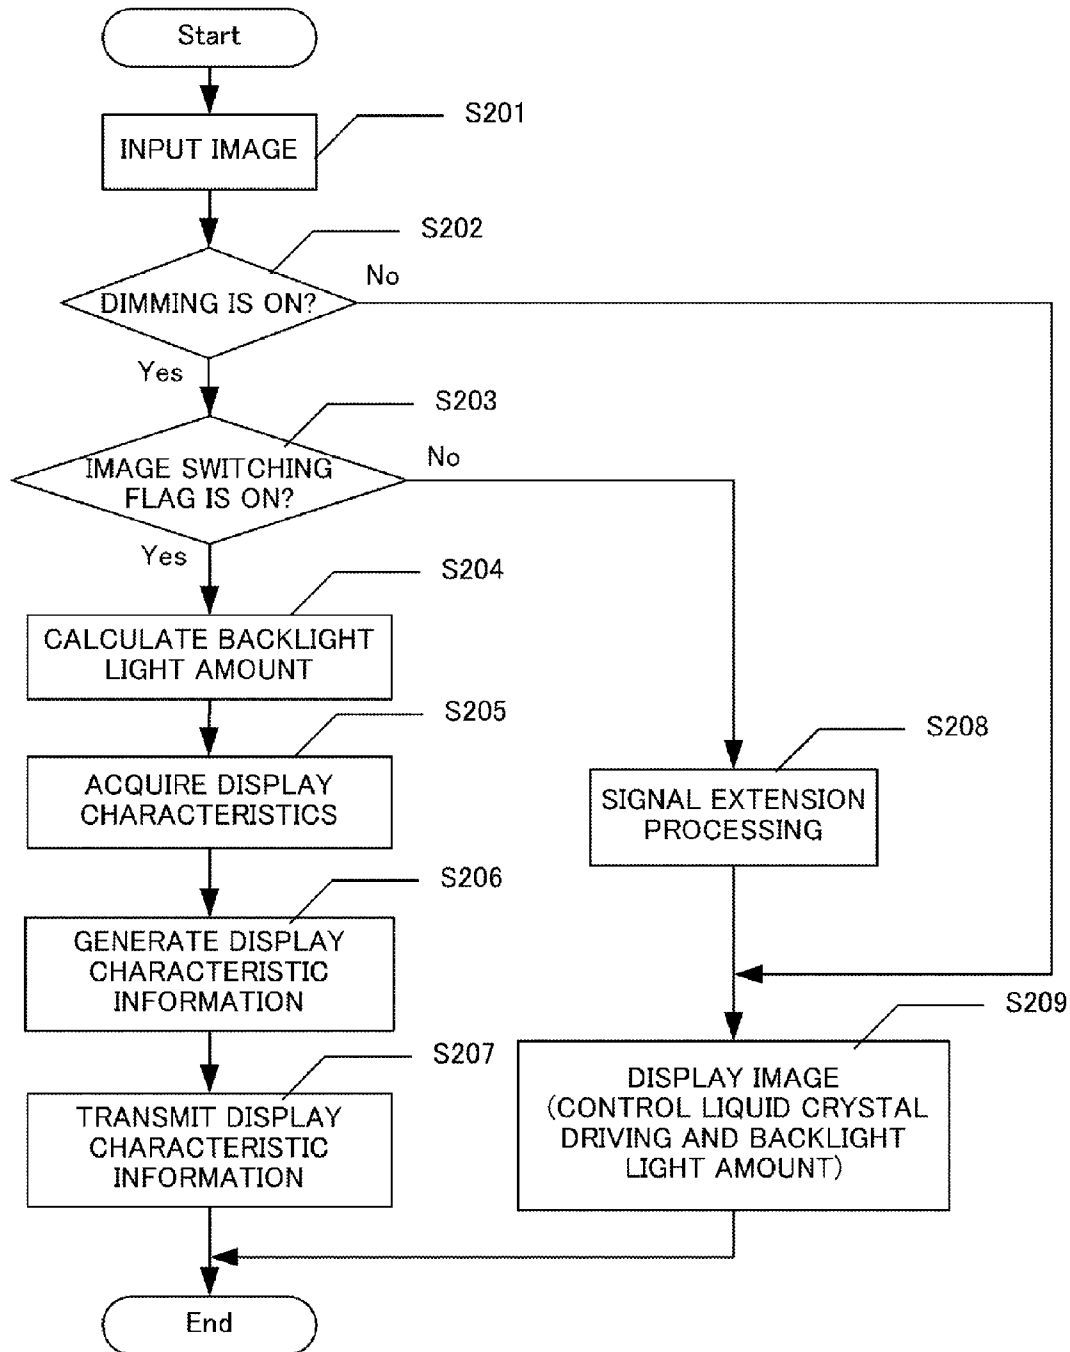 Start
S201
INPUT IMAGE
S202
DIMMING IS ON?
No
Yes
S203
IMAGE SWITCHING
FLAG IS ON?
No
Yes
S204
CALCULATE BACKLIGHT
LIGHT AMOUNT
S205
ACQUIRE DISPLAY
CHARACTERISTICS
S208
SIGNAL EXTENSION
PROCESSING
S206
GENERATE DISPLAY
CHARACTERISTIC
INFORMATION
S209
DISPLAY IMAGE
(CONTROL LIQUID CRYSTAL
DRIVING AND BACKLIGHT
LIGHT AMOUNT)
S207
TRANSMIT DISPLAY
CHARACTERISTIC
INFORMATION
End